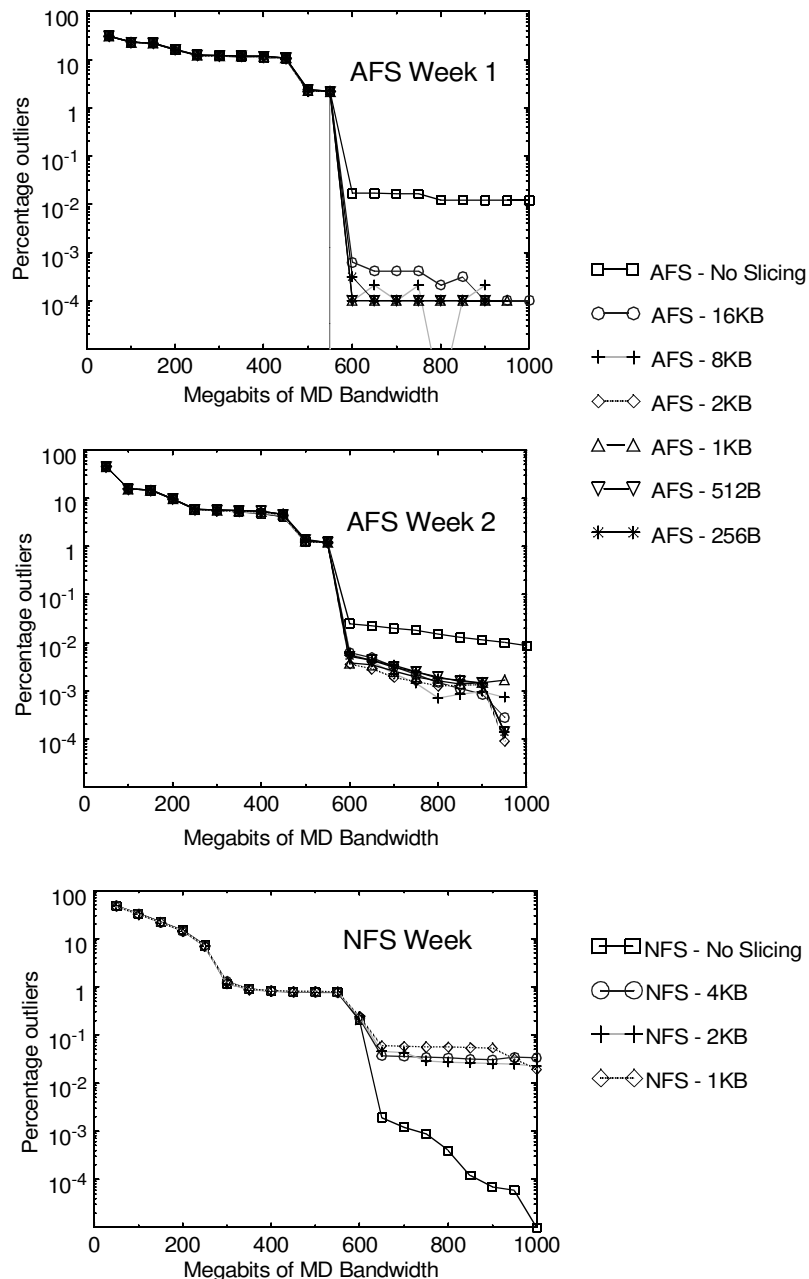 AFS Week 1
Percentage outliers
100
10
1
10-1
10-2
10-3
10-4
0 200 400 600 800 1000
Megabits of MD Bandwidth
AFS - No Slicing
AFS - 16KB
AFS - 8KB
AFS - 2KB
AFS - 1KB
AFS - 512B
AFS - 256B
AFS Week 2
Percentage outliers
100
10
1
10-1
10-2
10-3
10-4
0 200 400 600 800 1000
Megabits of MD Bandwidth
NFS Week
Percentage outliers
100
10
1
10-1
10-2
10-3
10-4
0 200 400 600 800 1000
Megabits of MD Bandwidth
NFS - No Slicing
NFS - 4KB
NFS - 2KB
NFS - 1KB